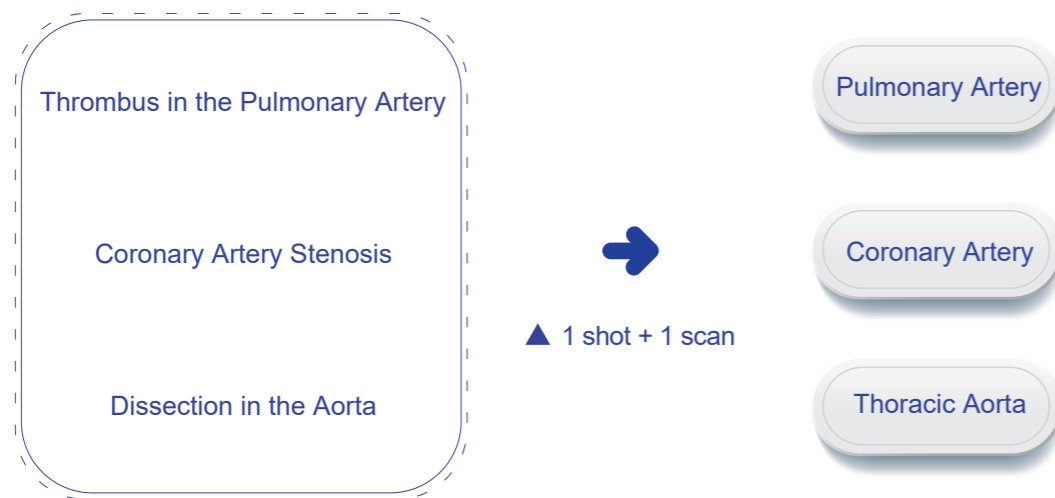 Thrombus in the Pulmonary Artery
Coronary Artery Stenosis
Dissection in the Aorta
▲ 1 shot + 1 scan
Pulmonary Artery
Coronary Artery
Thoracic Aorta